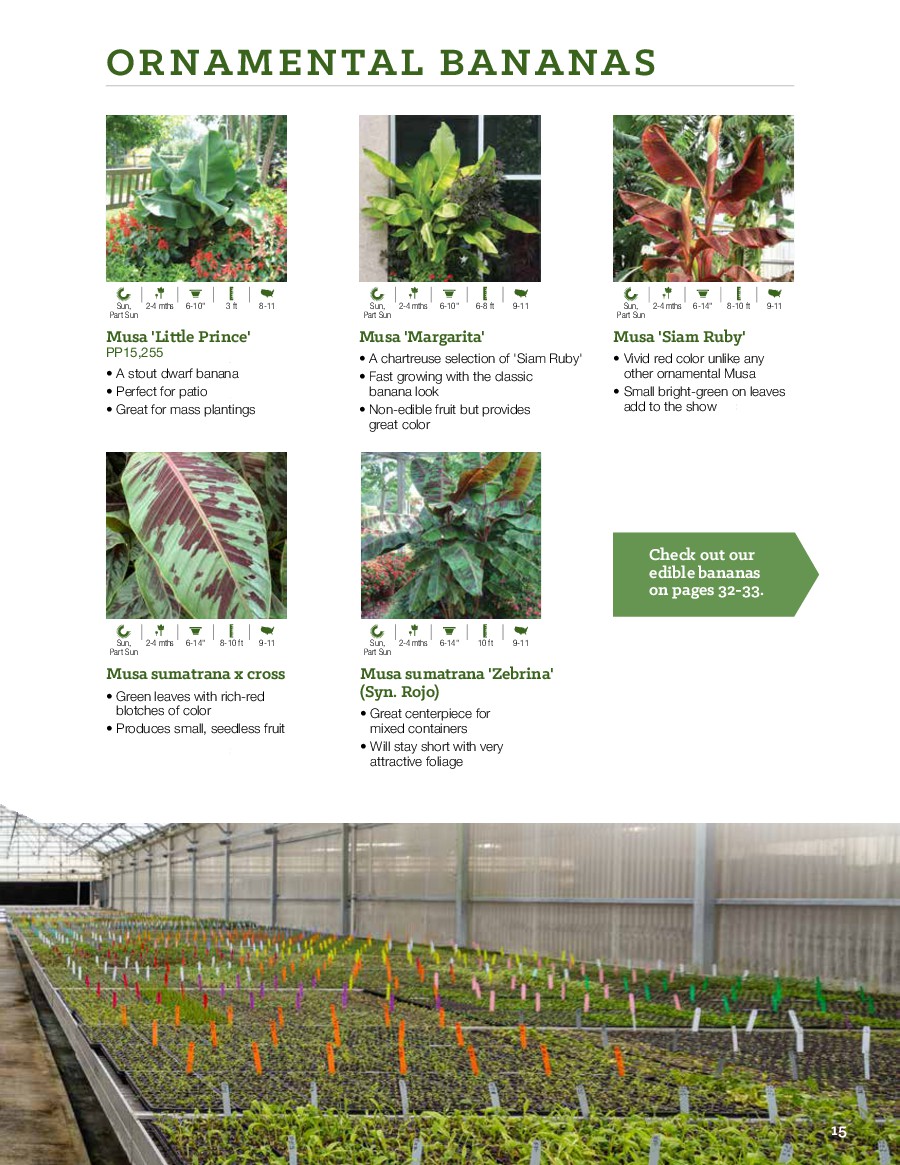 ORNAMENTAL BANANAS
Sun,
Part Sun
2-4 mths
6-10"
3 ft
8-11
Musa 'Little Prince'
PP15,255
• A stout dwarf banana
• Perfect for patio
• Great for mass plantings
Sun,
Part Sun
2-4 mths
6-10"
6-8 ft
9-11
Musa 'Margarita'
• A chartreuse selection of 'Siam Ruby'
• Fast growing with the classic
banana look
• Non-edible fruit but provides
great color
Sun,
Part Sun
2-4 mths
6-14"
8-10 ft
9-11
Musa 'Siam Ruby'
• Vivid red color unlike any
other ornamental Musa
• Small bright-green on leaves
add to the show
Sun,
Part Sun
2-4 mths
6-14"
8-10 ft
9-11
Musa sumatrana x cross
• Green leaves with rich-red
blotches of color
• Produces small, seedless fruit
Sun,
Part Sun
2-4 mths
6-14"
10 ft
9-11
Musa sumatrana 'Zebrina'
(Syn. Rojo)
• Great centerpiece for
mixed containers
• Will stay short with very
attractive foliage
Check out our
edible bananas
on pages 32-33.
15